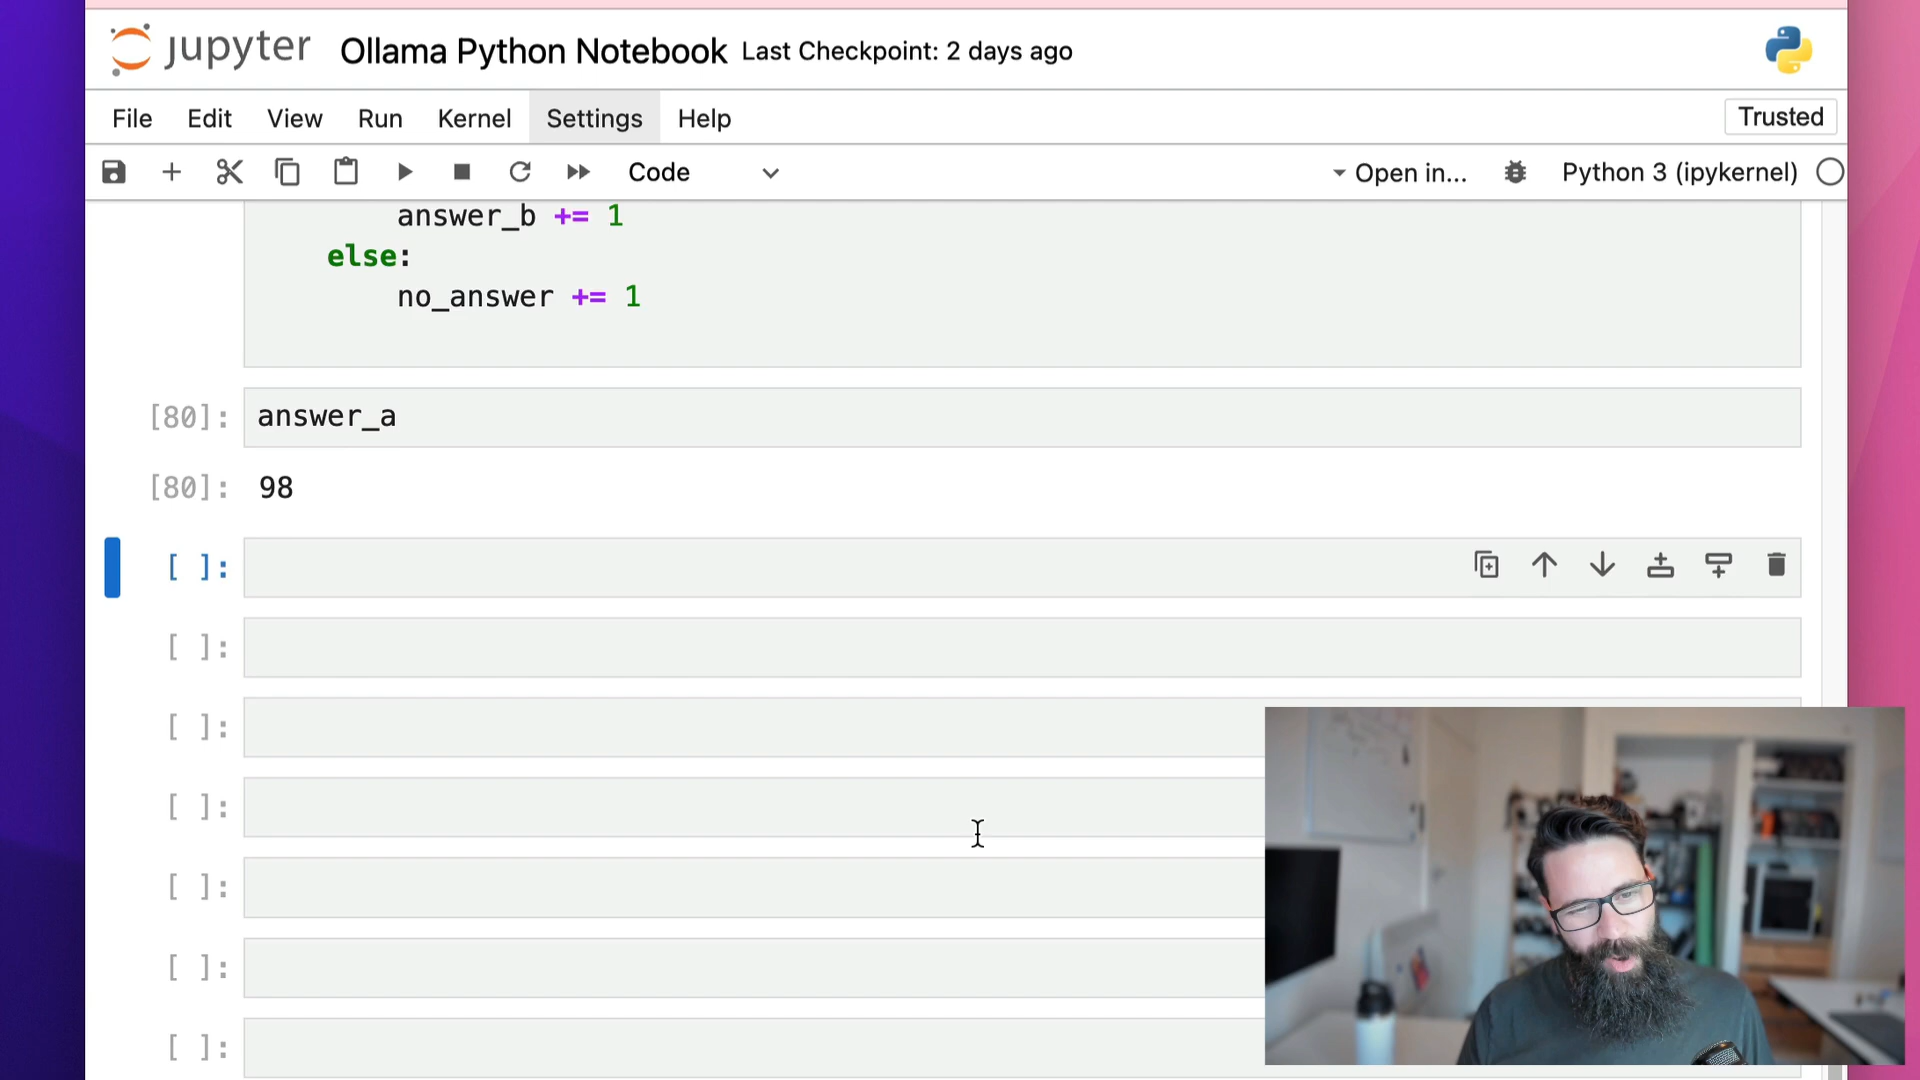 jupyter Ollama Python Notebook Last Checkpoint: 2 days ago
File Edit View Run Kernel Settings Help Trusted
Code Open in... Python 3 (ipykernel)
answer_b += 1
else:
no_answer += 1
[80]: answer_a
[80]: 98
[ ]:
[ ]:
[ ]:
[ ]:
[ ]:
[ ]:
[ ]: